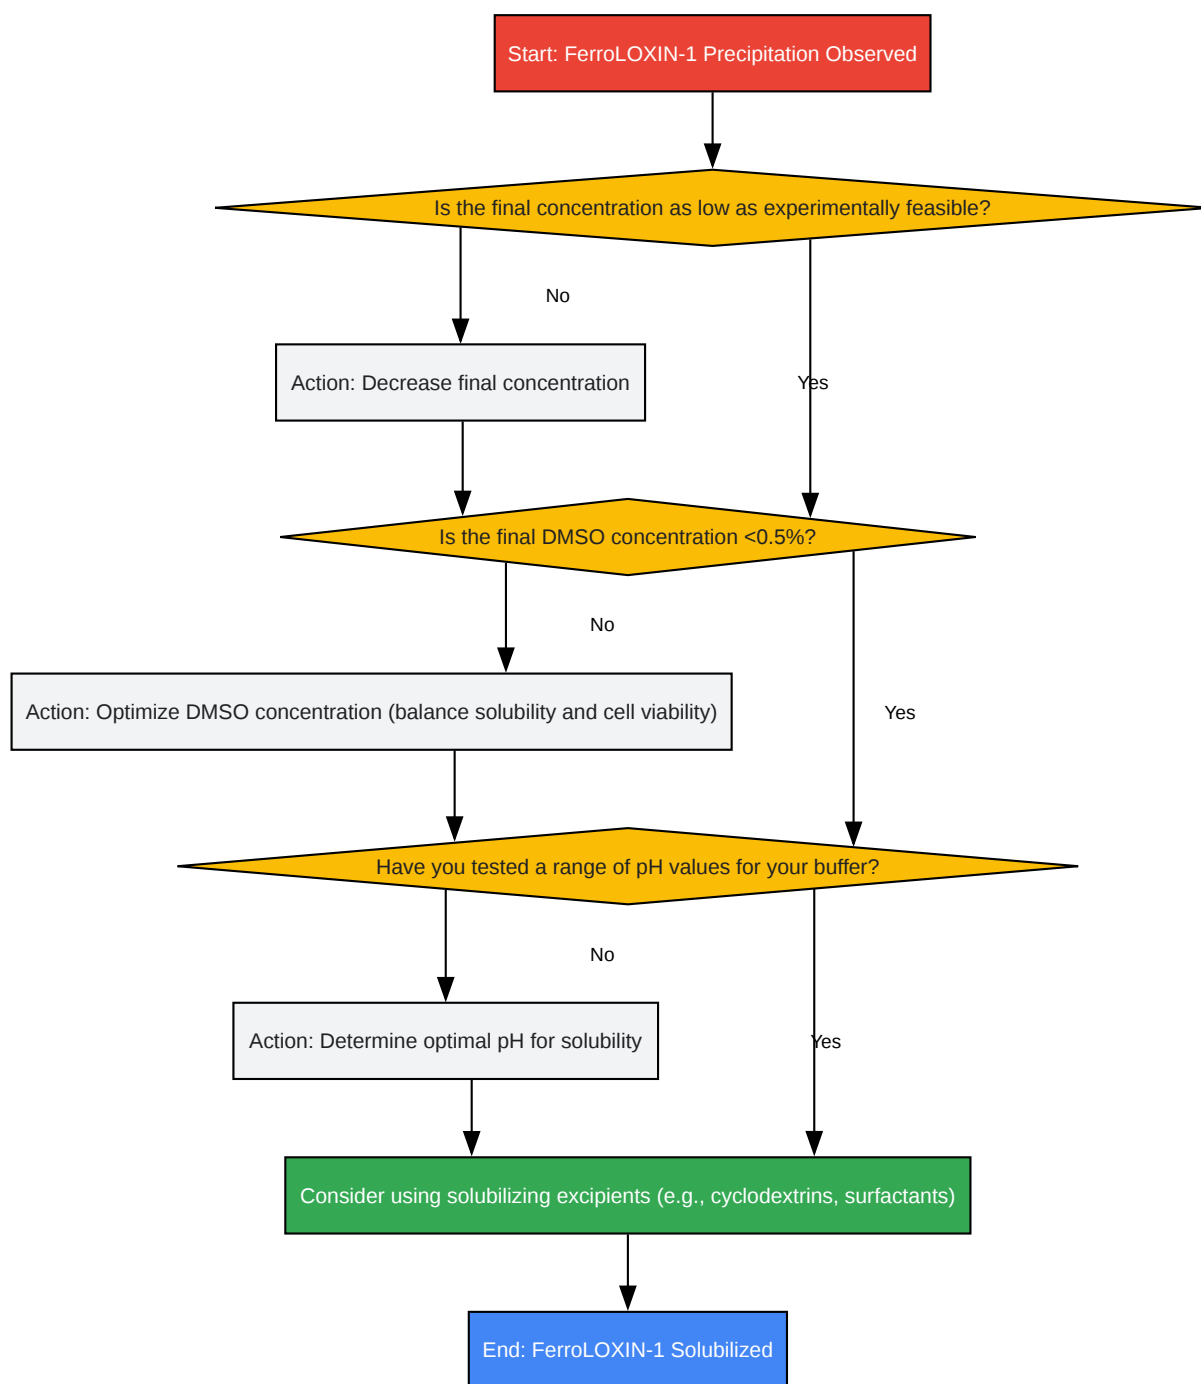 Start: FerroLOXIN-1 Precipitation Observed
Is the final concentration as low as experimentally feasible?
No
Action: Decrease final concentration
Yes
Is the final DMSO concentration <0.5%?
No
Action: Optimize DMSO concentration (balance solubility and cell viability)
Yes
Have you tested a range of pH values for your buffer?
No
Action: Determine optimal pH for solubility
Yes
Consider using solubilizing excipients (e.g., cyclodextrins, surfactants)
End: FerroLOXIN-1 Solubilized